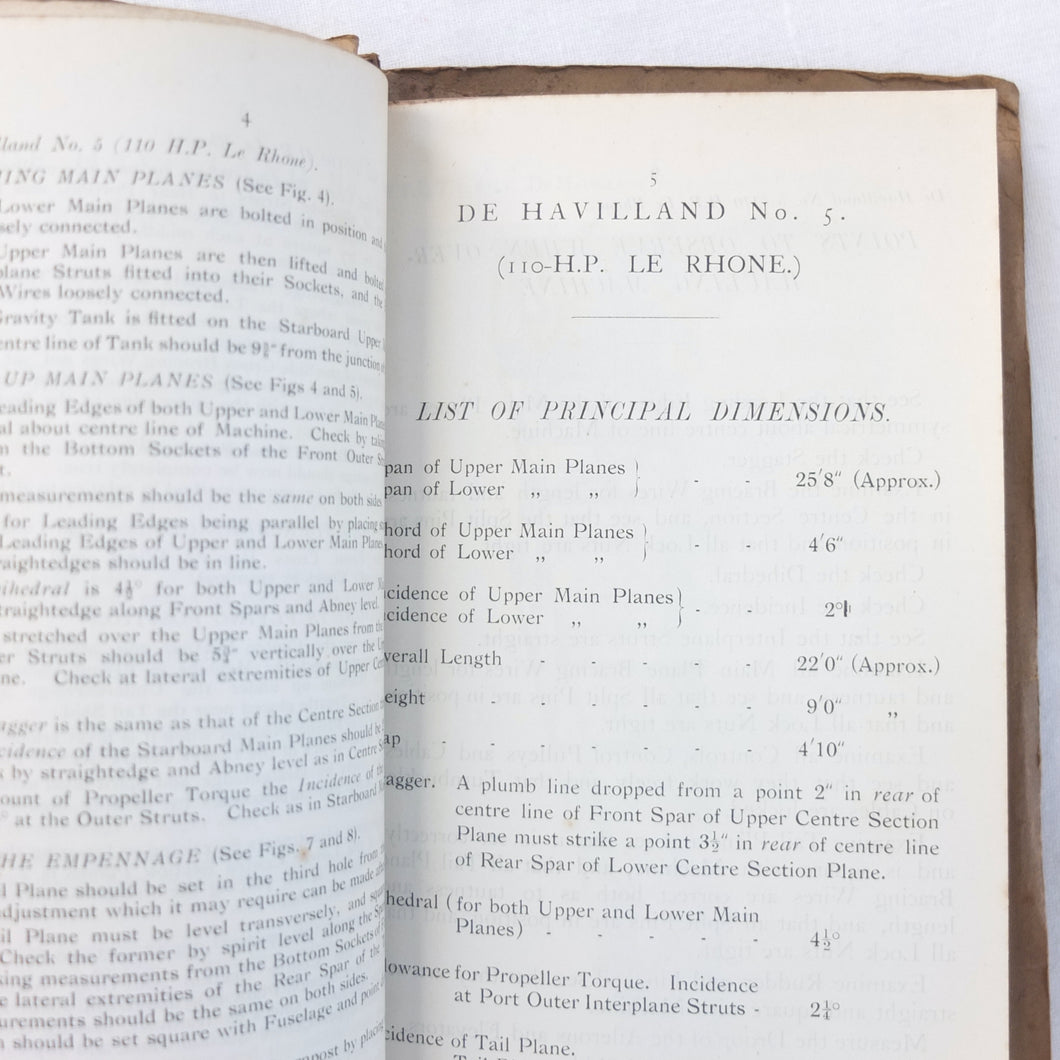 4
lland No. 5 (110 H.P. Le Rhone).
ING MAIN PLANES (See Fig. 4).
Lower Main Planes are bolted in position and
sely connected.
Upper Main Planes are then lifted and bolted
plane Struts fitted into their Sockets, and the
Wires loosely connected.
Gravity Tank is fitted on the Starboard Upper
entre line of Tank should be 9¾" from the junction of
UP MAIN PLANES (See Figs 4 and 5).
eading Edges of both Upper and Lower Main Planes
al about centre line of Machine. Check by taking
m the Bottom Sockets of the Front Outer S
t.
measurements should be the same on both sides
for Leading Edges being parallel by placing s
Leading Edges of Upper and Lower Main Planes
raightedges should be in line.
ihedral is 4½° for both Upper and Lower M
traightedge along Front Spars and Abney level.
stretched over the Upper Main Planes from the
er Struts should be 5¾" vertically over the U
ne. Check at lateral extremities of Upper Cen
agger is the same as that of the Centre Section
cidence of the Starboard Main Planes should be
s by straightedge and Abney level as in Centre S
ount of Propeller Torque the Incidence of the
° at the Outer Struts. Check as in Starboard
HE EMPENNAGE (See Figs. 7 and 8).
l Plane should be set in the third hole from
adjustment which it may require can be made
il Plane must be level transversely, and squ
Check the former by spirit level along the Sp
king measurements from the Bottom Sockets of
e lateral extremities of the Rear Spar of the
urements should be the same on both sides.
n should be set square with Fuselage and point
post by placing
5
DE HAVILLAND No. 5.
(110-H.P. LE RHONE.)
LIST OF PRINCIPAL DIMENSIONS.
pan of Upper Main Planes } - - 25'8" (Approx.)
pan of Lower ,, ,,
hord of Upper Main Planes } - - 4'6"
hord of Lower ,, ,,
cidence of Upper Main Planes } - - 2°
cidence of Lower ,, ,,
verall Length - - - - - 22'0" (Approx.)
eight - - - - - - 9'0" ,,
ap - - - - - - - 4'10"
agger. A plumb line dropped from a point 2" in rear of
centre line of Front Spar of Upper Centre Section
Plane must strike a point 3½" in rear of centre line
of Rear Spar of Lower Centre Section Plane.
hedral (for both Upper and Lower Main
Planes) - - - - - 4½°
lowance for Propeller Torque. Incidence
at Port Outer Interplane Struts - 2¼°
cidence of Tail Plane.